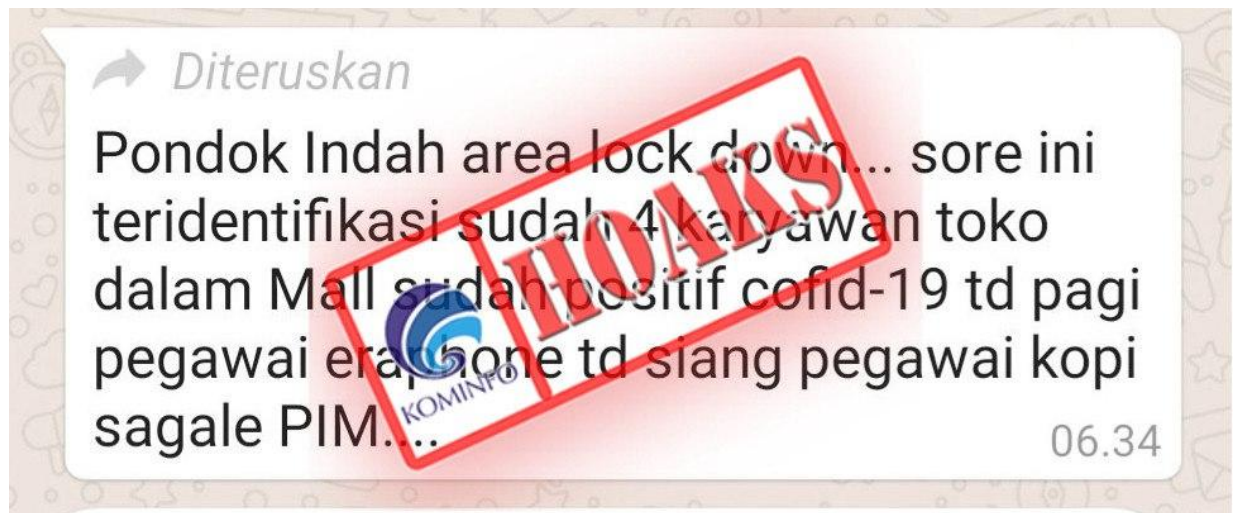 Diteruskan
Pondok Indah area lock down... sore ini
teridentifikasi sudah 4 karyawan toko
dalam Mall sudah positif cofid-19 td pagi
pegawai eraphone td siang pegawai kopi
sagale PIM....
06.34
KOMINFO
HOAKS